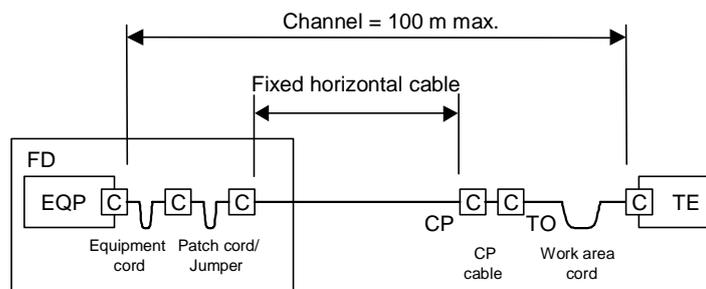 Channel = 100 m max.
Fixed horizontal cable
FD
EQP
C
C
C
C
C
C
TE
CP
TO
Equipment
cord
Patch cord/
Jumper
CP
cable
Work area
cord